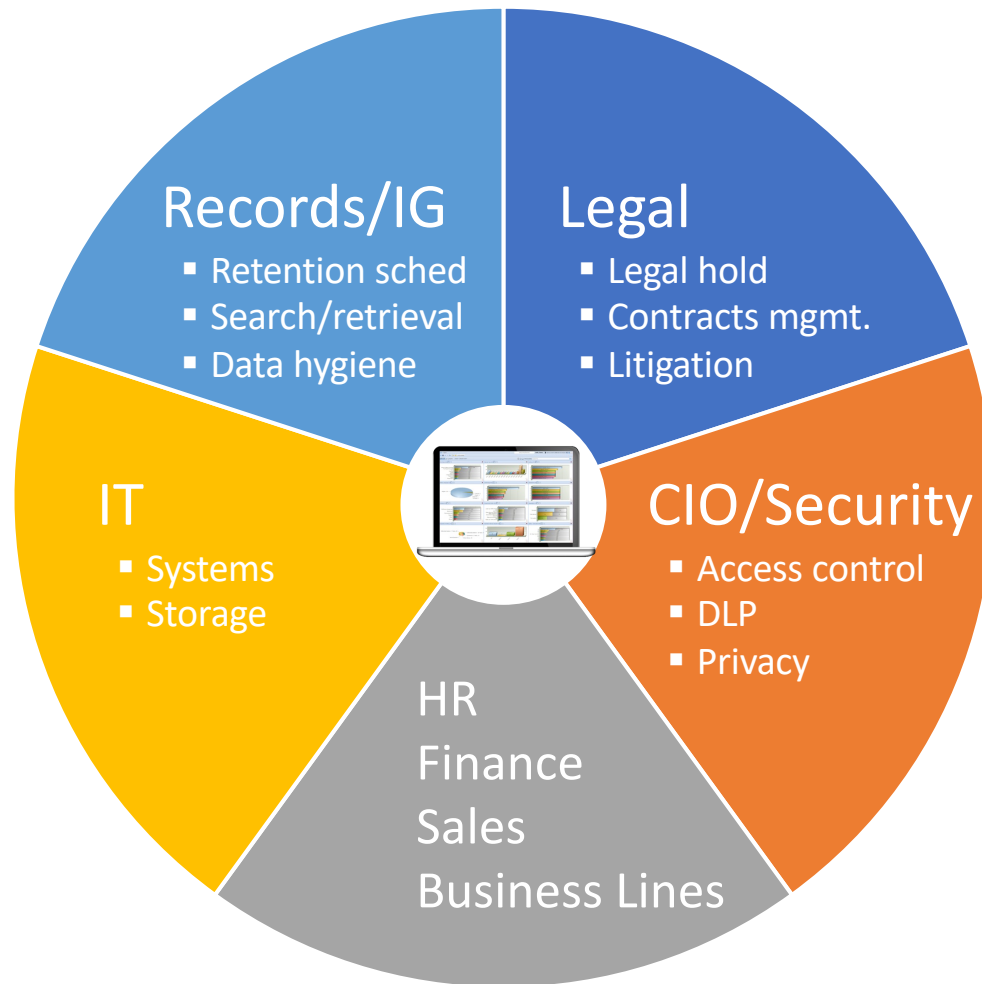 Records/IG
▪ Retention sched
▪ Search/retrieval
▪ Data hygiene
Legal
▪ Legal hold
▪ Contracts mgmt.
▪ Litigation
IT
▪ Systems
▪ Storage
CIO/Security
▪ Access control
▪ DLP
▪ Privacy
HR
Finance
Sales
Business Lines